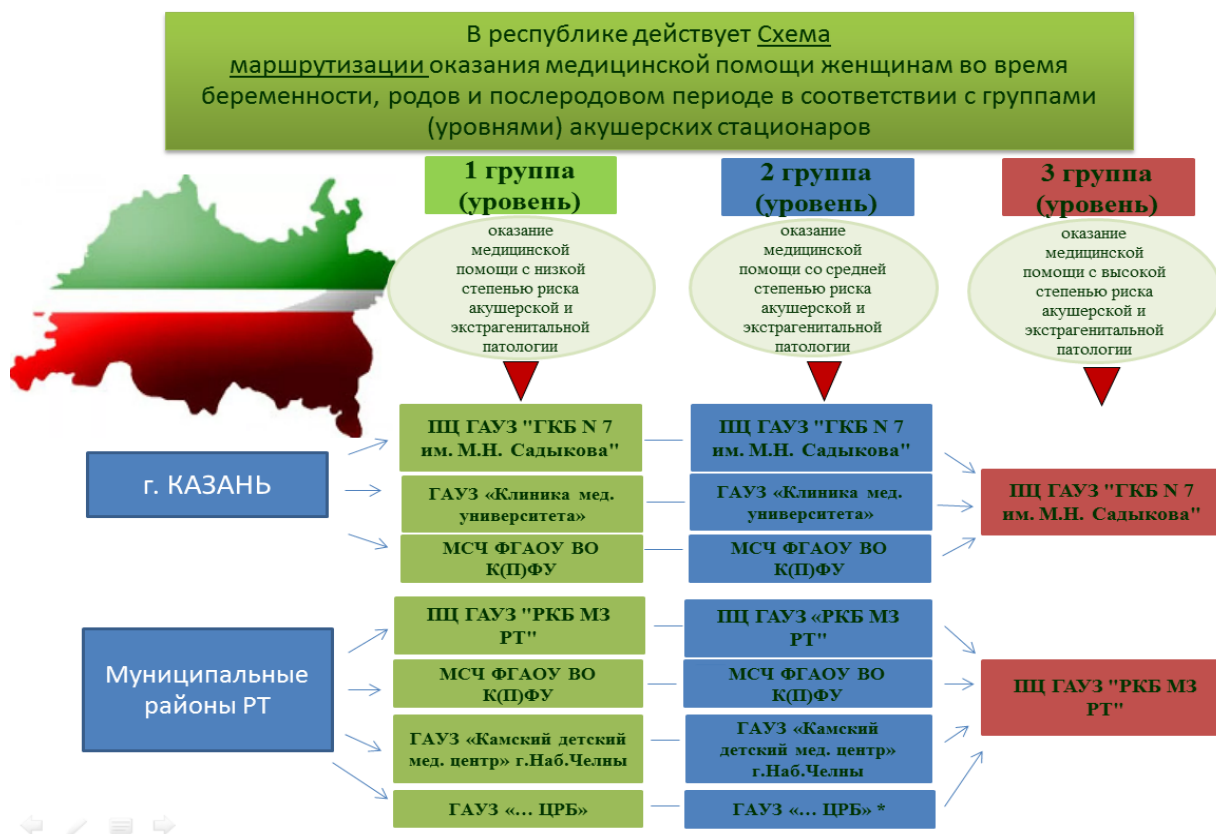 В республике действует Схема
маршрутизации оказания медицинской помощи женщинам во время
беременности, родов и послеродовом периоде в соответствии с группами
(уровнями) акушерских стационаров
1 группа
(уровень)
2 группа
(уровень)
3 группа
(уровень)
оказание
медицинской
помощи с низкой
степенью риска
акушерской и
экстрагенитальной
патологии
оказание
медицинской
помощи со средней
степенью риска
акушерской и
экстрагенитальной
патологии
оказание
медицинской
помощи с высокой
степенью риска
акушерской и
экстрагенитальной
патологии
г. КАЗАНЬ
ПЦ ГАУЗ "ГКБ N 7
им. М.Н. Садыкова"
ПЦ ГАУЗ "ГКБ N 7
им. М.Н. Садыкова"
ГАУЗ «Клиника мед.
университета»
ГАУЗ «Клиника мед.
университета»
ПЦ ГАУЗ "ГКБ N 7
им. М.Н. Садыкова"
МСЧ ФГАОУ ВО
К(П)ФУ
МСЧ ФГАОУ ВО
К(П)ФУ
Муниципальные
районы РТ
ПЦ ГАУЗ "РКБ МЗ
РТ"
ПЦ ГАУЗ «РКБ МЗ
РТ"
МСЧ ФГАОУ ВО
К(П)ФУ
МСЧ ФГАОУ ВО
К(П)ФУ
ПЦ ГАУЗ "РКБ МЗ
РТ"
ГАУЗ «Камский детский
мед. центр» г.Наб.Челны
ГАУЗ «Камский
детский мед. центр»
г.Наб.Челны
ГАУЗ «... ЦРБ»
ГАУЗ «... ЦРБ» *